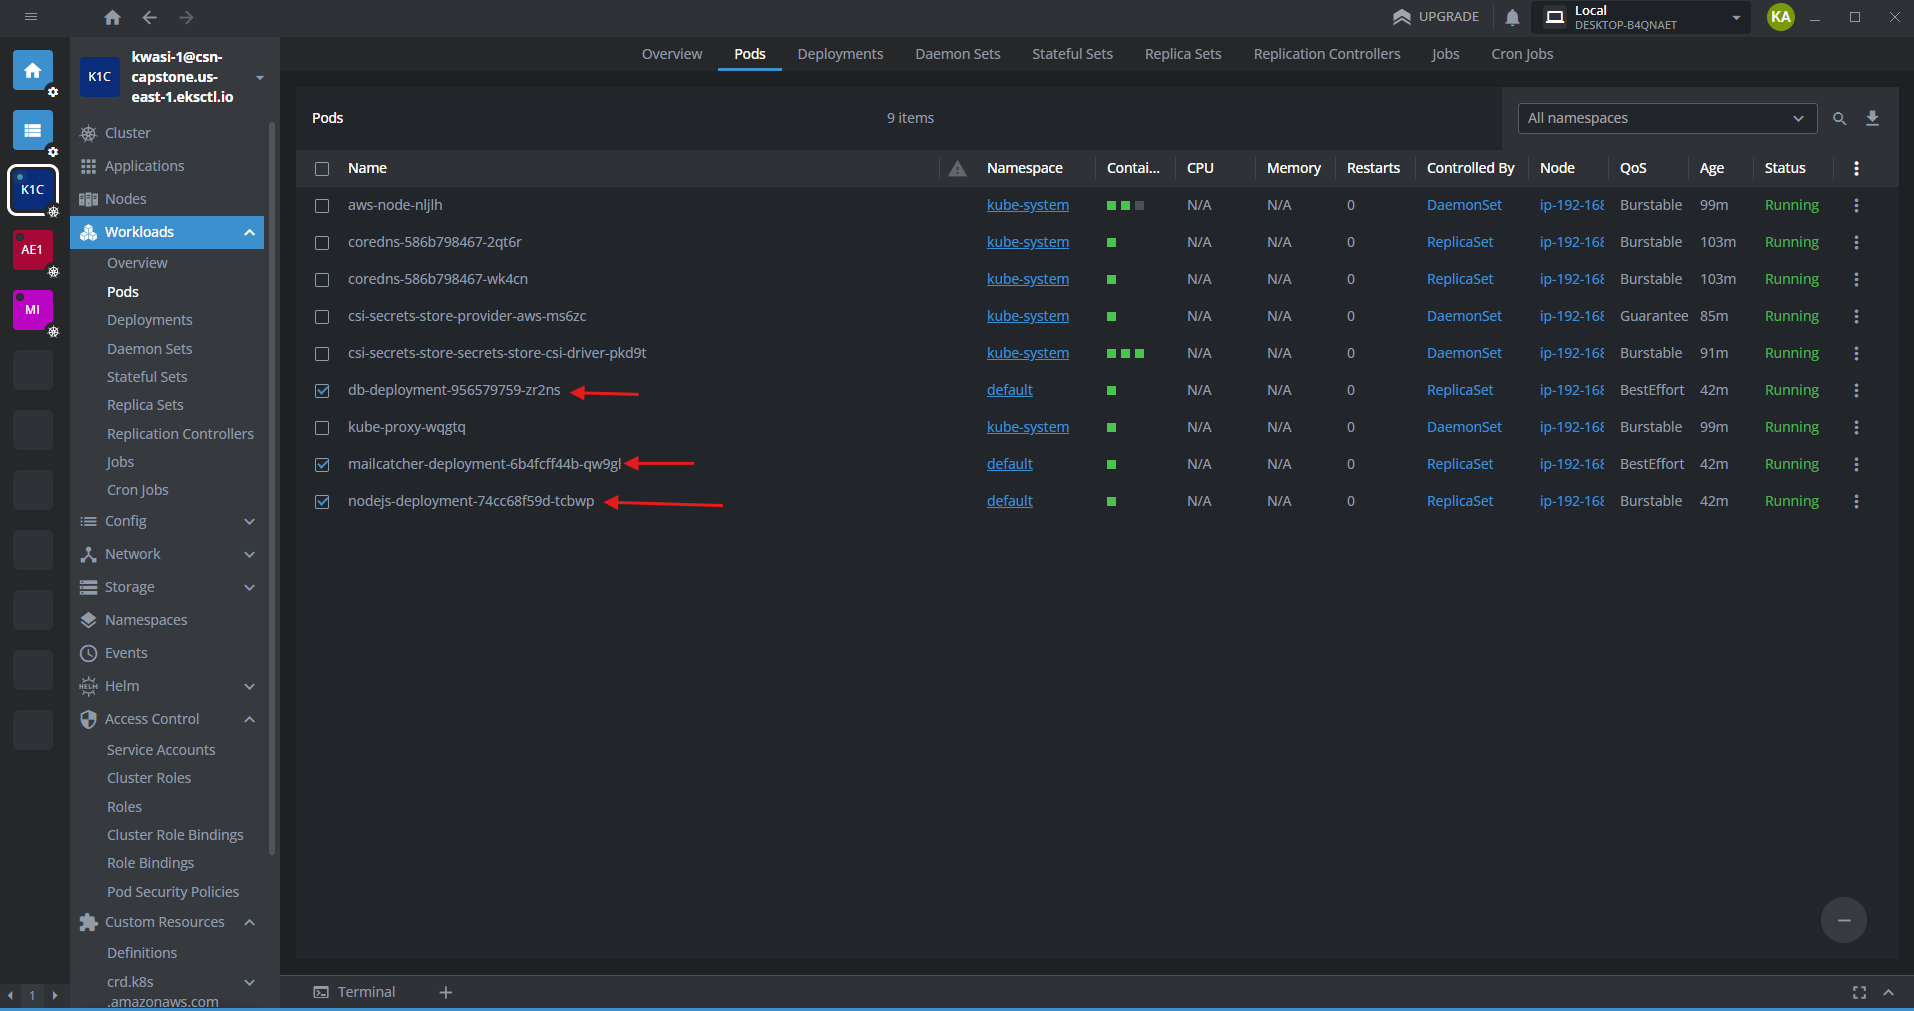 UPGRADE
Local
DESKTOP-B4QNAET
KA
K1C
kwasi-1@csn-
capstone.us-
east-1.eksctl.io
Overview Pods Deployments Daemon Sets Stateful Sets Replica Sets Replication Controllers Jobs Cron Jobs
K1C
AE1
MI
Cluster
Applications
Nodes
Workloads
Overview
Pods
Deployments
Daemon Sets
Stateful Sets
Replica Sets
Replication Controllers
Jobs
Cron Jobs
Config
Network
Storage
Namespaces
Events
HELM Helm
Access Control
Service Accounts
Cluster Roles
Roles
Cluster Role Bindings
Role Bindings
Pod Security Policies
Custom Resources
Definitions
crd.k8s
.amazonaws.com
1
Pods 9 items All namespaces
Name Namespace Contai... CPU Memory Restarts Controlled By Node QoS Age Status
aws-node-nljlh kube-system N/A N/A 0 DaemonSet ip-192-168 Burstable 99m Running
coredns-586b798467-2qt6r kube-system N/A N/A 0 ReplicaSet ip-192-168 Burstable 103m Running
coredns-586b798467-wk4cn kube-system N/A N/A 0 ReplicaSet ip-192-168 Burstable 103m Running
csi-secrets-store-provider-aws-ms6zc kube-system N/A N/A 0 DaemonSet ip-192-168 Guarantee 85m Running
csi-secrets-store-secrets-store-csi-driver-pkd9t kube-system N/A N/A 0 DaemonSet ip-192-168 Burstable 91m Running
db-deployment-956579759-zr2ns default N/A N/A 0 ReplicaSet ip-192-168 BestEffort 42m Running
kube-proxy-wqgtq kube-system N/A N/A 0 DaemonSet ip-192-168 Burstable 99m Running
mailcatcher-deployment-6b4fcff44b-qw9gl default N/A N/A 0 ReplicaSet ip-192-168 BestEffort 42m Running
nodejs-deployment-74cc68f59d-tcbwp default N/A N/A 0 ReplicaSet ip-192-168 Burstable 42m Running
Terminal